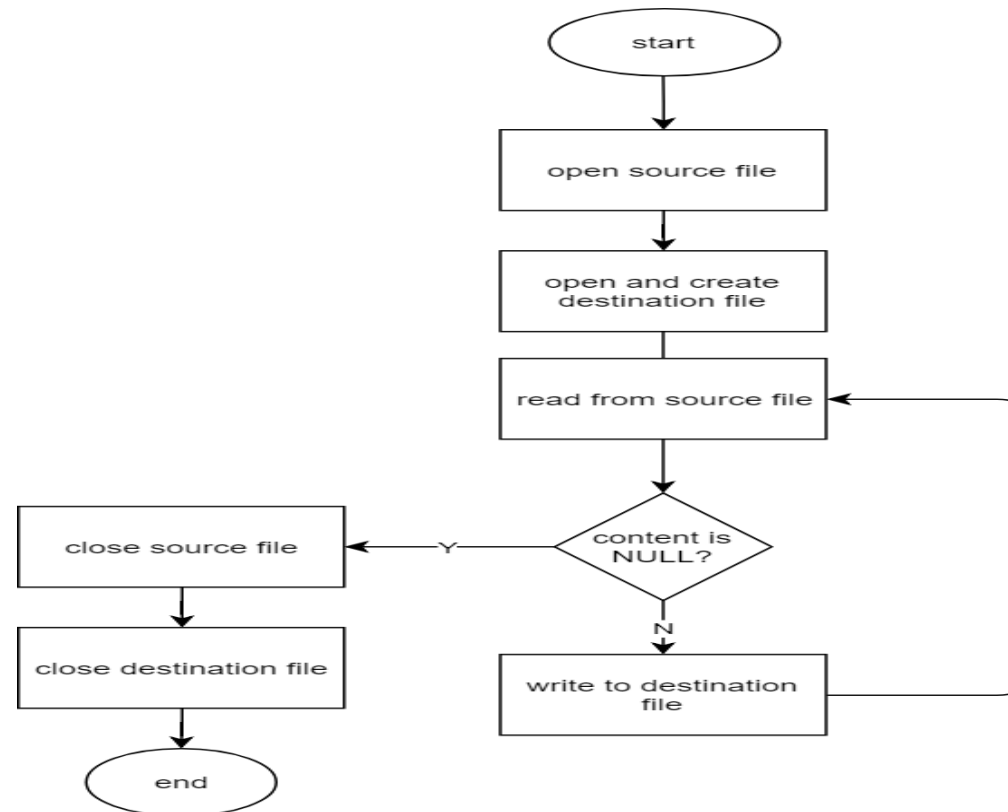 start
open source file
open and create
destination file
read from source file
content is
NULL?
Y
close source file
N
close destination file
write to destination
file
end